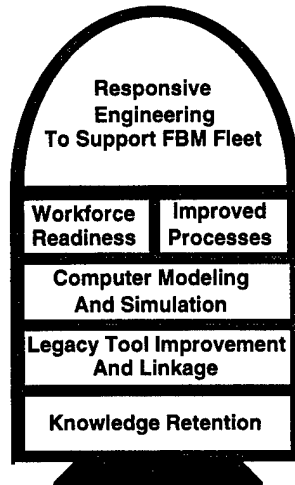 Responsive
Engineering
To Support FBM Fleet
Workforce
Readiness
Improved
Processes
Computer Modeling
And Simulation
Legacy Tool Improvement
And Linkage
Knowledge Retention